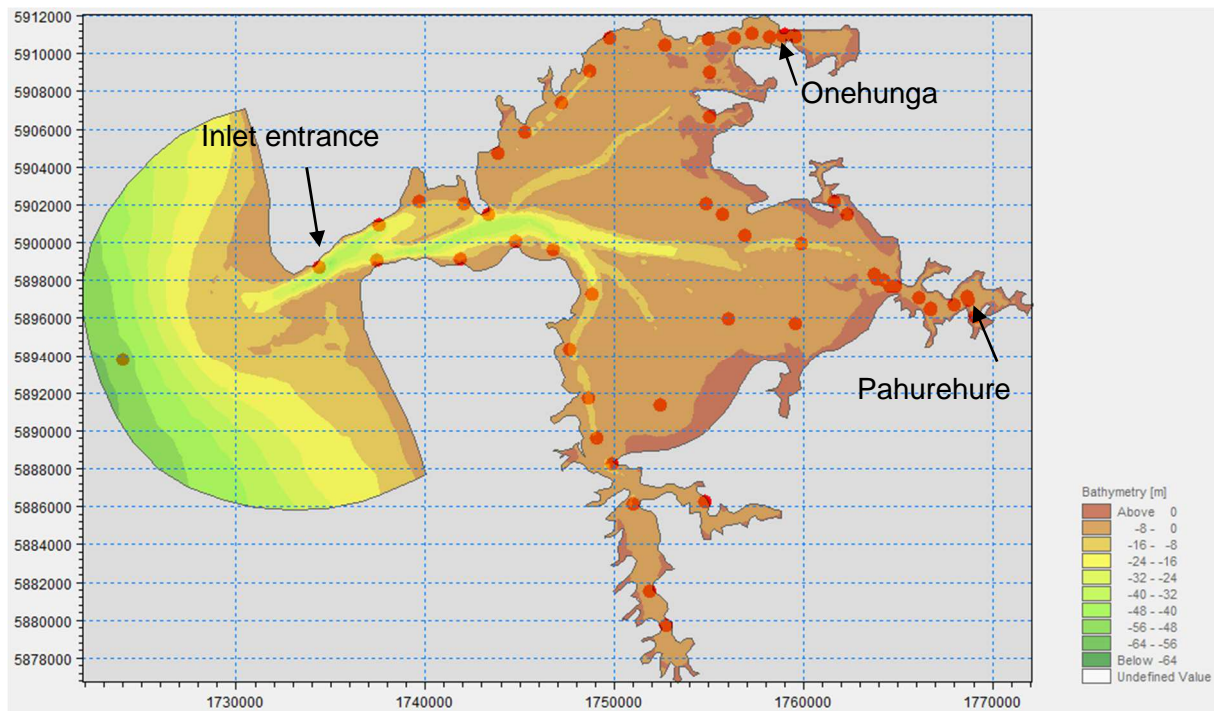 5912000
5910000
5908000
5906000
5904000
5902000
5900000
5898000
5896000
5894000
5892000
5890000
5888000
5886000
5884000
5882000
5880000
5878000
Onehunga
Inlet entrance
Pahurehure
Bathymetry [m]
Above 0
-8 - 0
-16 - -8
-24 - -16
-32 - -24
-40 - -32
-48 - -40
-56 - -48
-64 - -56
Below -64
Undefined Value
1730000 1740000 1750000 1760000 1770000